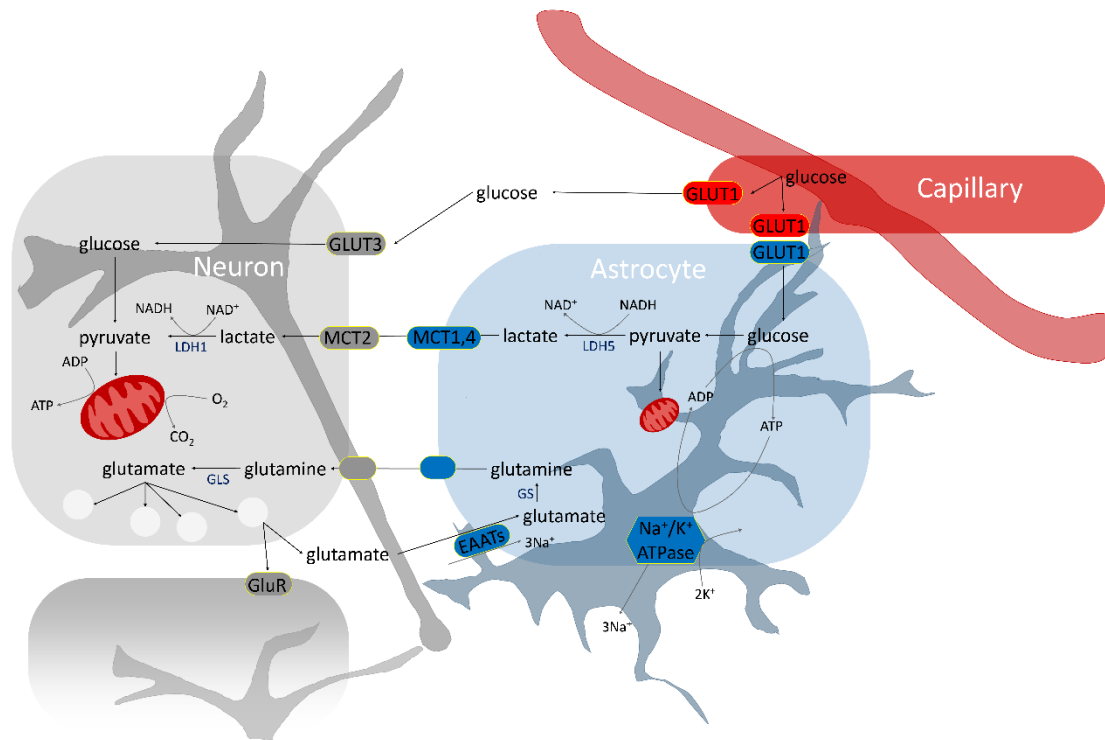 glucose
GLUT1
glucose
Capillary
GLUT1
glucose
GLUT3
GLUT1
Neuron
Astrocyte
NADH
NAD⁺
NAD⁺
NADH
pyruvate
lactate
MCT2
MCT1,4
lactate
pyruvate
glucose
LDH1
LDH5
ADP
ATP
O₂
CO₂
ADP
ATP
glutamate
glutamine
glutamine
GLS
GS
glutamate
glutamate
EAATs
3Na⁺
Na⁺/K⁺
ATPase
GluR
2K⁺
3Na⁺